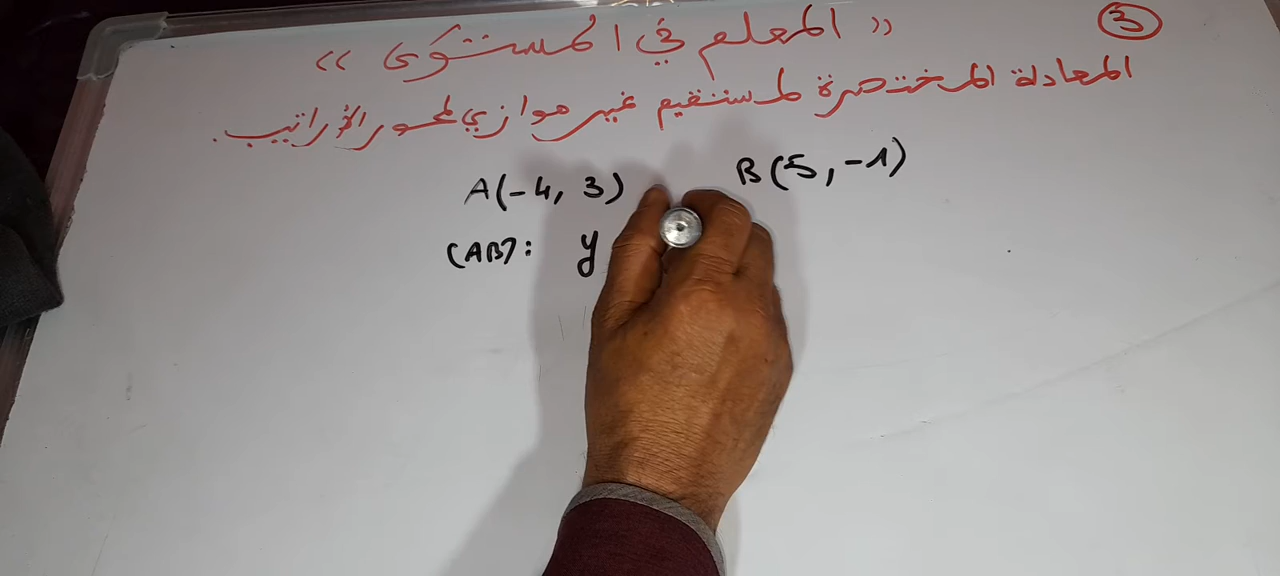 ③
« المعلم في المستوى »
المعادلة المختصرة لمستقيم غير موازي لمحور الأراتيب.
A(-4, 3) B(5, -1)
(AB): y